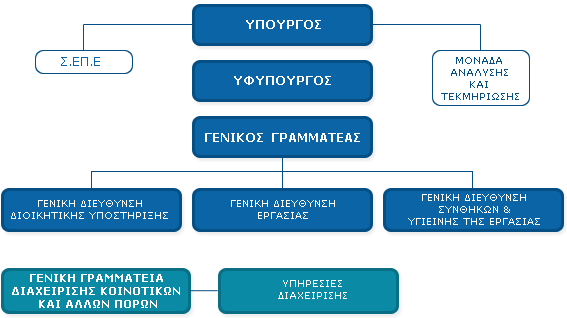 ΥΠΟΥΡΓΟΣ
Σ.ΕΠ.Ε
ΜΟΝΑΔΑ
ΑΝΑΛΥΣΗΣ
ΚΑΙ
ΤΕΚΜΗΡΙΩΣΗΣ
ΥΦΥΠΟΥΡΓΟΣ
ΓΕΝΙΚΟΣ ΓΡΑΜΜΑΤΕΑΣ
ΓΕΝΙΚΗ ΔΙΕΥΘΥΝΣΗ
ΔΙΟΙΚΗΤΙΚΗΣ ΥΠΟΣΤΗΡΙΞΗΣ
ΓΕΝΙΚΗ ΔΙΕΥΘΥΝΣΗ
ΕΡΓΑΣΙΑΣ
ΓΕΝΙΚΗ ΔΙΕΥΘΥΝΣΗ
ΣΥΝΘΗΚΩΝ &
ΥΓΙΕΙΝΗΣ ΤΗΣ ΕΡΓΑΣΙΑΣ
ΓΕΝΙΚΗ ΓΡΑΜΜΑΤΕΙΑ
ΔΙΑΧΕΙΡΙΣΗΣ ΚΟΙΝΟΤΙΚΩΝ
ΚΑΙ ΑΛΛΩΝ ΠΟΡΩΝ
ΥΠΗΡΕΣΙΕΣ
ΔΙΑΧΕΙΡΙΣΗΣ